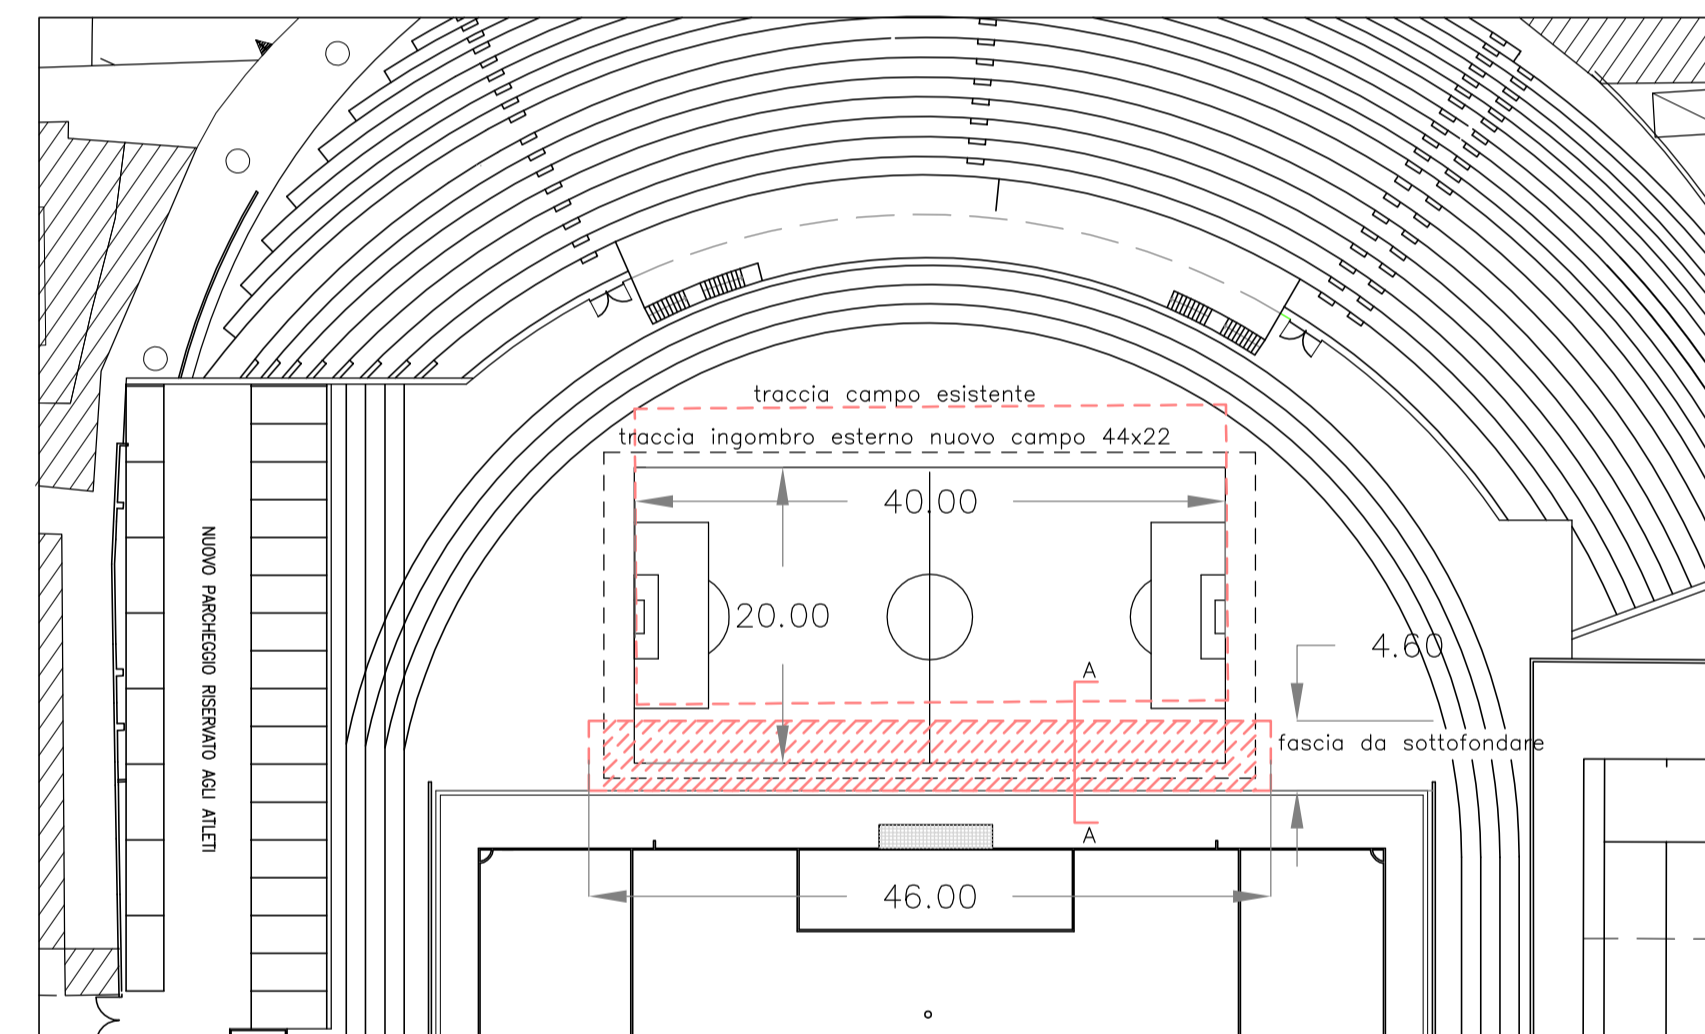 traccia campo esistente
traccia ingombro esterno nuovo campo 44x22
40.00
20.00
4.60
A
fascia da sottofondare
A
46.00
NUOVO PARCHEGGIO RISERVATO AGLI ATLETI